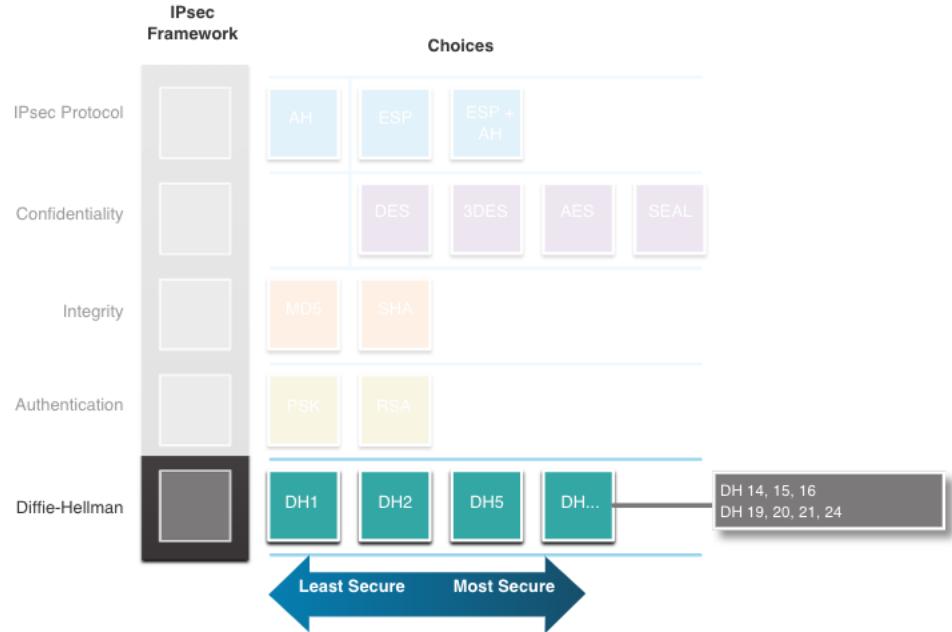 IPsec
Framework
Choices
IPsec Protocol
AH
ESP
ESP +
AH
Confidentiality
DES
3DES
AES
SEAL
Integrity
MD5
SHA
Authentication
PSK
RSA
Diffie-Hellman
DH1
DH2
DH5
DH...
DH 14, 15, 16
DH 19, 20, 21, 24
Least Secure
Most Secure